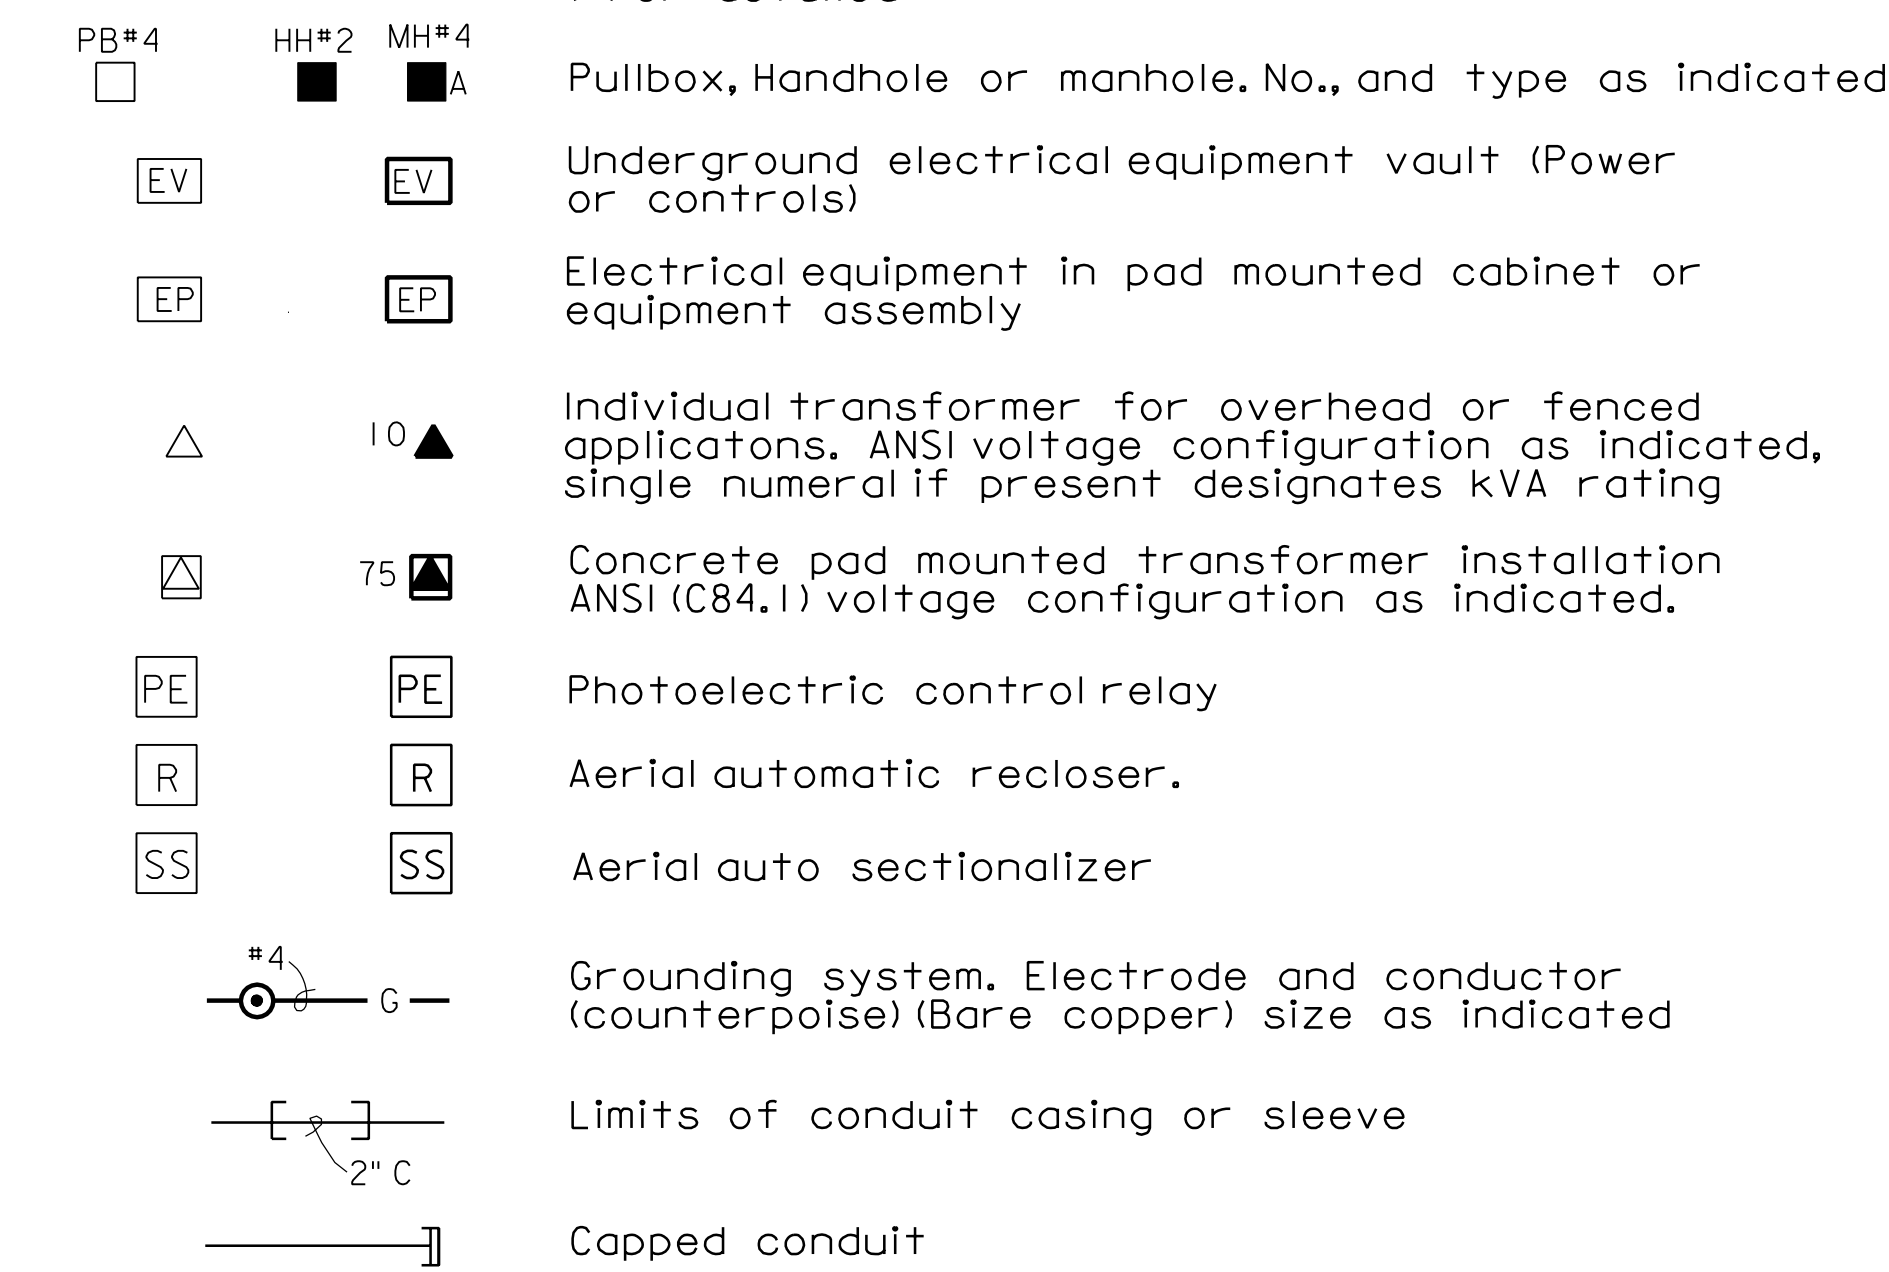 PB#4 HH#2 MH#4
A Pullbox, Handhole or manhole. No., and type as indicated
EV EV Underground electrical equipment vault (Power
or controls)
EP EP Electrical equipment in pad mounted cabinet or
equipment assembly
Individual transformer for overhead or fenced
10 applicatons. ANSI voltage configuration as indicated,
single numeral if present designates kVA rating
75 Concrete pad mounted transformer installation
ANSI (C84.1) voltage configuration as indicated.
PE PE Photoelectric control relay
R R Aerial automatic recloser.
SS SS Aerial auto sectionalizer
#4
G Grounding system. Electrode and conductor
(counterpoise) (Bare copper) size as indicated
Limits of conduit casing or sleeve
2" C
Capped conduit